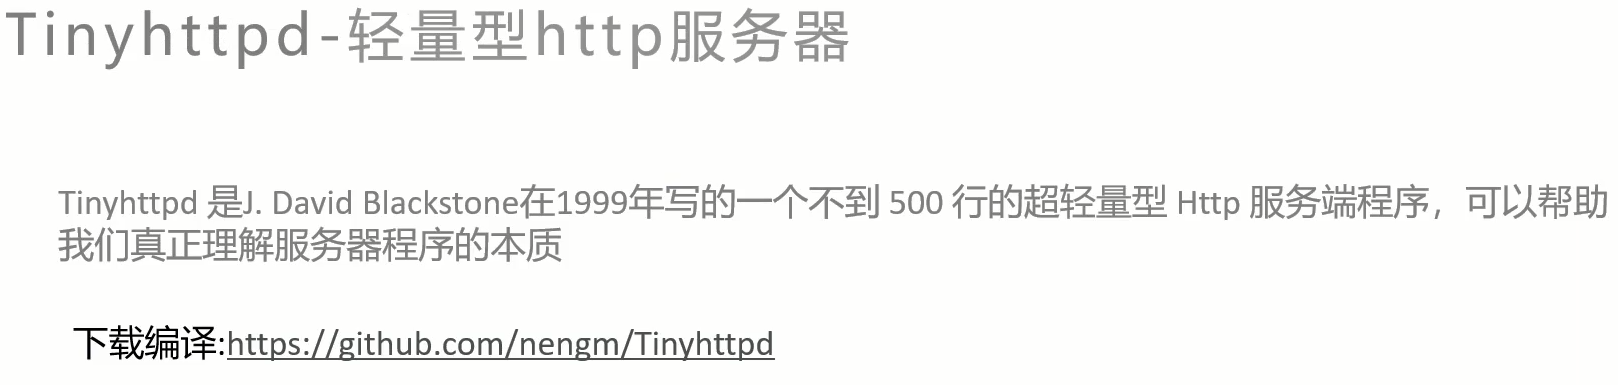 Tinyhttpd-轻量型http服务器
Tinyhttpd 是J. David Blackstone在1999年写的一个不到 500 行的超轻量型 Http 服务端程序，可以帮助
我们真正理解服务器程序的本质
下载编译:https://github.com/nengm/Tinyhttpd